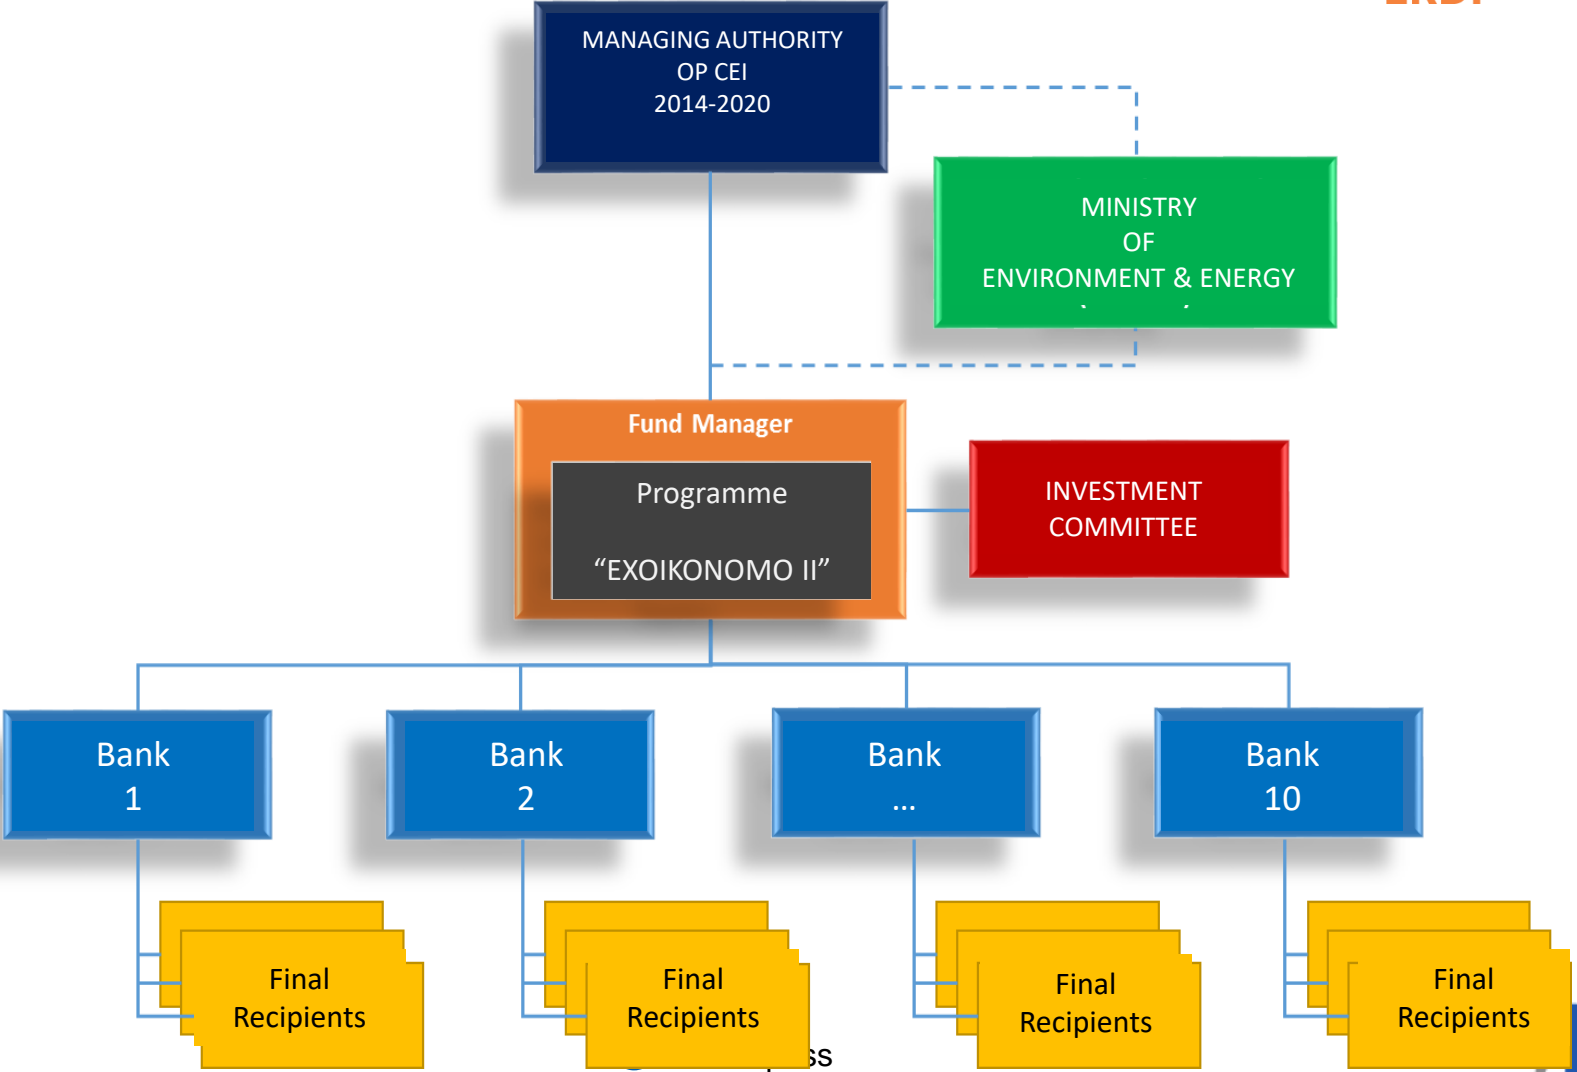 MANAGING AUTHORITY
OP CEI
2014-2020
MINISTRY
OF
ENVIRONMENT & ENERGY
Fund Manager
Programme
“EXOIKONOMO II”
INVESTMENT
COMMITTEE
Bank
1
Bank
2
Bank
...
Bank
10
Final
Recipients
Final
Recipients
Final
Recipients
Final
Recipients